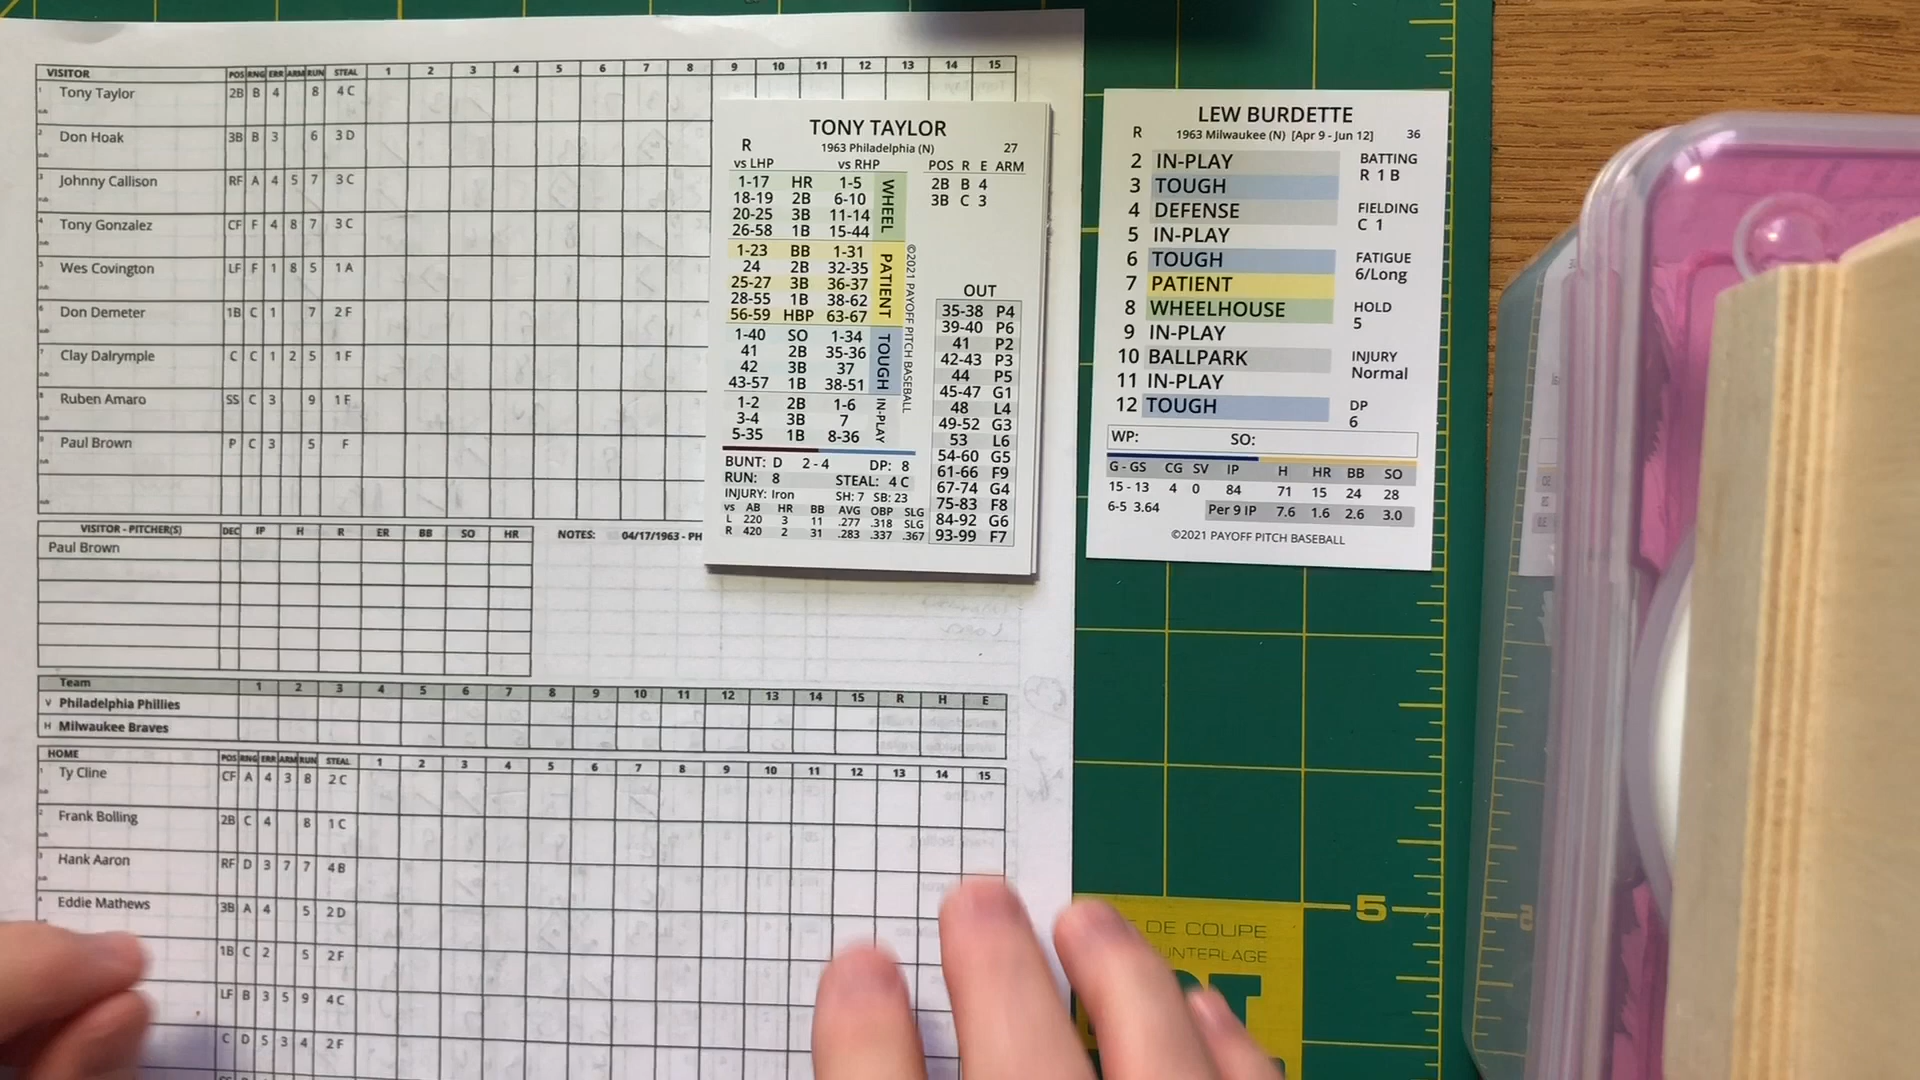 VISITOR POS RNG ERR ARM RUN STEAL 1 2 3 4 5 6 7 8 9 10 11 12 13 14 15
1 Tony Taylor 2B B 4 8 4 C
2 Don Hoak 3B B 3 6 3 D
3 Johnny Callison RF A 4 5 7 3 C
4 Tony Gonzalez CF F 4 8 7 3 C
5 Wes Covington LF F 1 8 5 1 A
6 Don Demeter 1B C 1 7 2 F
7 Clay Dalrymple C C 1 2 5 1 F
8 Ruben Amaro SS C 3 9 1 F
9 Paul Brown P C 3 5 F
VISITOR - PITCHER(S) DEC IP H R ER BB SO HR
Paul Brown
NOTES: 04/17/1963 - PH
Team 1 2 3 4 5 6 7 8 9 10 11 12 13 14 15 R H E
V Philadelphia Phillies
H Milwaukee Braves
HOME POS RNG ERR ARM RUN STEAL 1 2 3 4 5 6 7 8 9 10 11 12 13 14 15
1 Ty Cline CF A 4 3 8 2 C
2 Frank Bolling 2B C 4 8 1 C
3 Hank Aaron RF D 3 7 7 4 B
4 Eddie Mathews 3B A 4 5 2 D
1B C 2 5 2 F
LF B 3 5 9 4 C
C D 5 3 4 2 F
TONY TAYLOR
R 1963 Philadelphia (N) 27
vs LHP vs RHP POS R E ARM
1-17 HR 1-5 2B B 4
18-19 2B 6-10 3B C 3
20-25 3B 11-14
26-58 1B 15-44
WHEEL
1-23 BB 1-31
24 2B 32-35
25-27 3B 36-37
28-55 1B 38-62
56-59 HBP 63-67
PATIENT
1-40 SO 1-34
41 2B 35-36
42 3B 37
43-57 1B 38-51
TOUGH
1-2 2B 1-6
3-4 3B 7
5-35 1B 8-36
IN-PLAY
©2021 PAYOFF PITCH BASEBALL
BUNT: D 2 - 4 DP: 8
RUN: 8 STEAL: 4 C
INJURY: Iron SH: 7 SB: 23
vs AB HR BB AVG OBP SLG
L 220 3 11 .277 .318 SLG
R 420 2 31 .283 .337 .367
OUT
35-38 P4
39-40 P6
41 P2
42-43 P3
44 P5
45-47 G1
48 L4
49-52 G3
53 L6
54-60 G5
61-66 F9
67-74 G4
75-83 F8
84-92 G6
93-99 F7
LEW BURDETTE
R 1963 Milwaukee (N) [Apr 9 - Jun 12] 36
2 IN-PLAY
3 TOUGH
4 DEFENSE
5 IN-PLAY
6 TOUGH
7 PATIENT
8 WHEELHOUSE
9 IN-PLAY
10 BALLPARK
11 IN-PLAY
12 TOUGH
BATTING
R 1 B
FIELDING
C 1
FATIGUE
6/Long
HOLD
5
INJURY
Normal
DP
6
WP: SO:
G - GS CG SV IP H HR BB SO
15 - 13 4 0 84 71 15 24 28
6-5 3.64 Per 9 IP 7.6 1.6 2.6 3.0
©2021 PAYOFF PITCH BASEBALL
5
DE COUPE